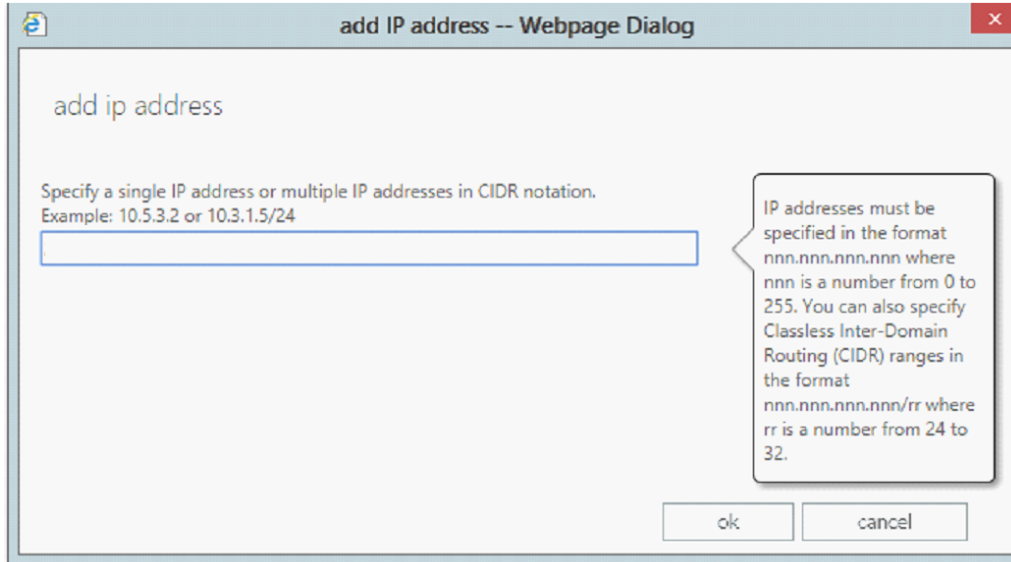 add IP address -- Webpage Dialog
add ip address
Specify a single IP address or multiple IP addresses in CIDR notation.
Example: 10.5.3.2 or 10.3.1.5/24
IP addresses must be
specified in the format
nnn.nnn.nnn.nnn where
nnn is a number from 0 to
255. You can also specify
Classless Inter-Domain
Routing (CIDR) ranges in
the format
nnn.nnn.nnn.nnn/rr where
rr is a number from 24 to
32.
ok
cancel